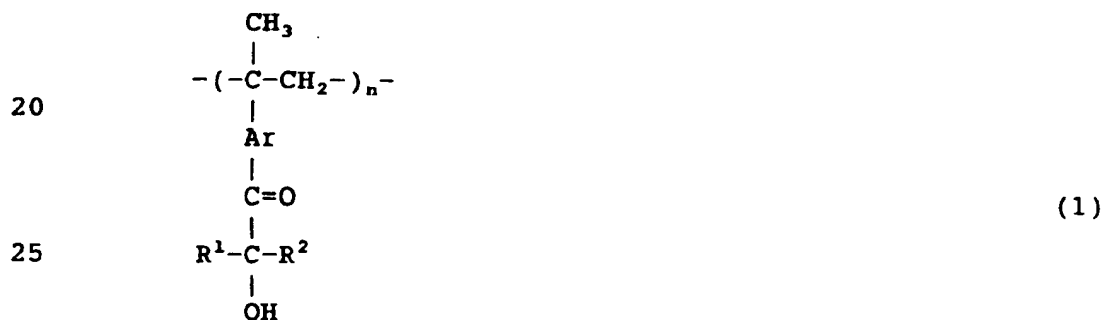 CH₃
|
-(-C-CH₂-)ₙ-
20 |
Ar
|
C=O
| (1)
25 R¹-C-R²
|
OH